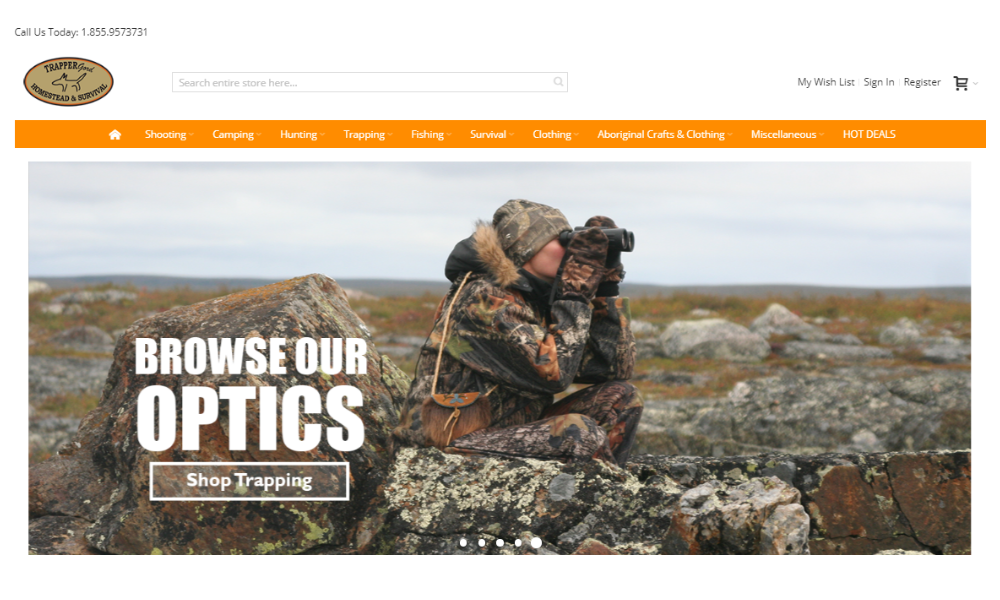 Call Us Today: 1.855.9573731
TRAPPER Gord
HOMESTEAD & SURVIVAL
Search entire store here...
My Wish List Sign In Register
Shooting Camping Hunting Trapping Fishing Survival Clothing Aboriginal Crafts & Clothing Miscellaneous HOT DEALS
BROWSE OUR
OPTICS
Shop Trapping